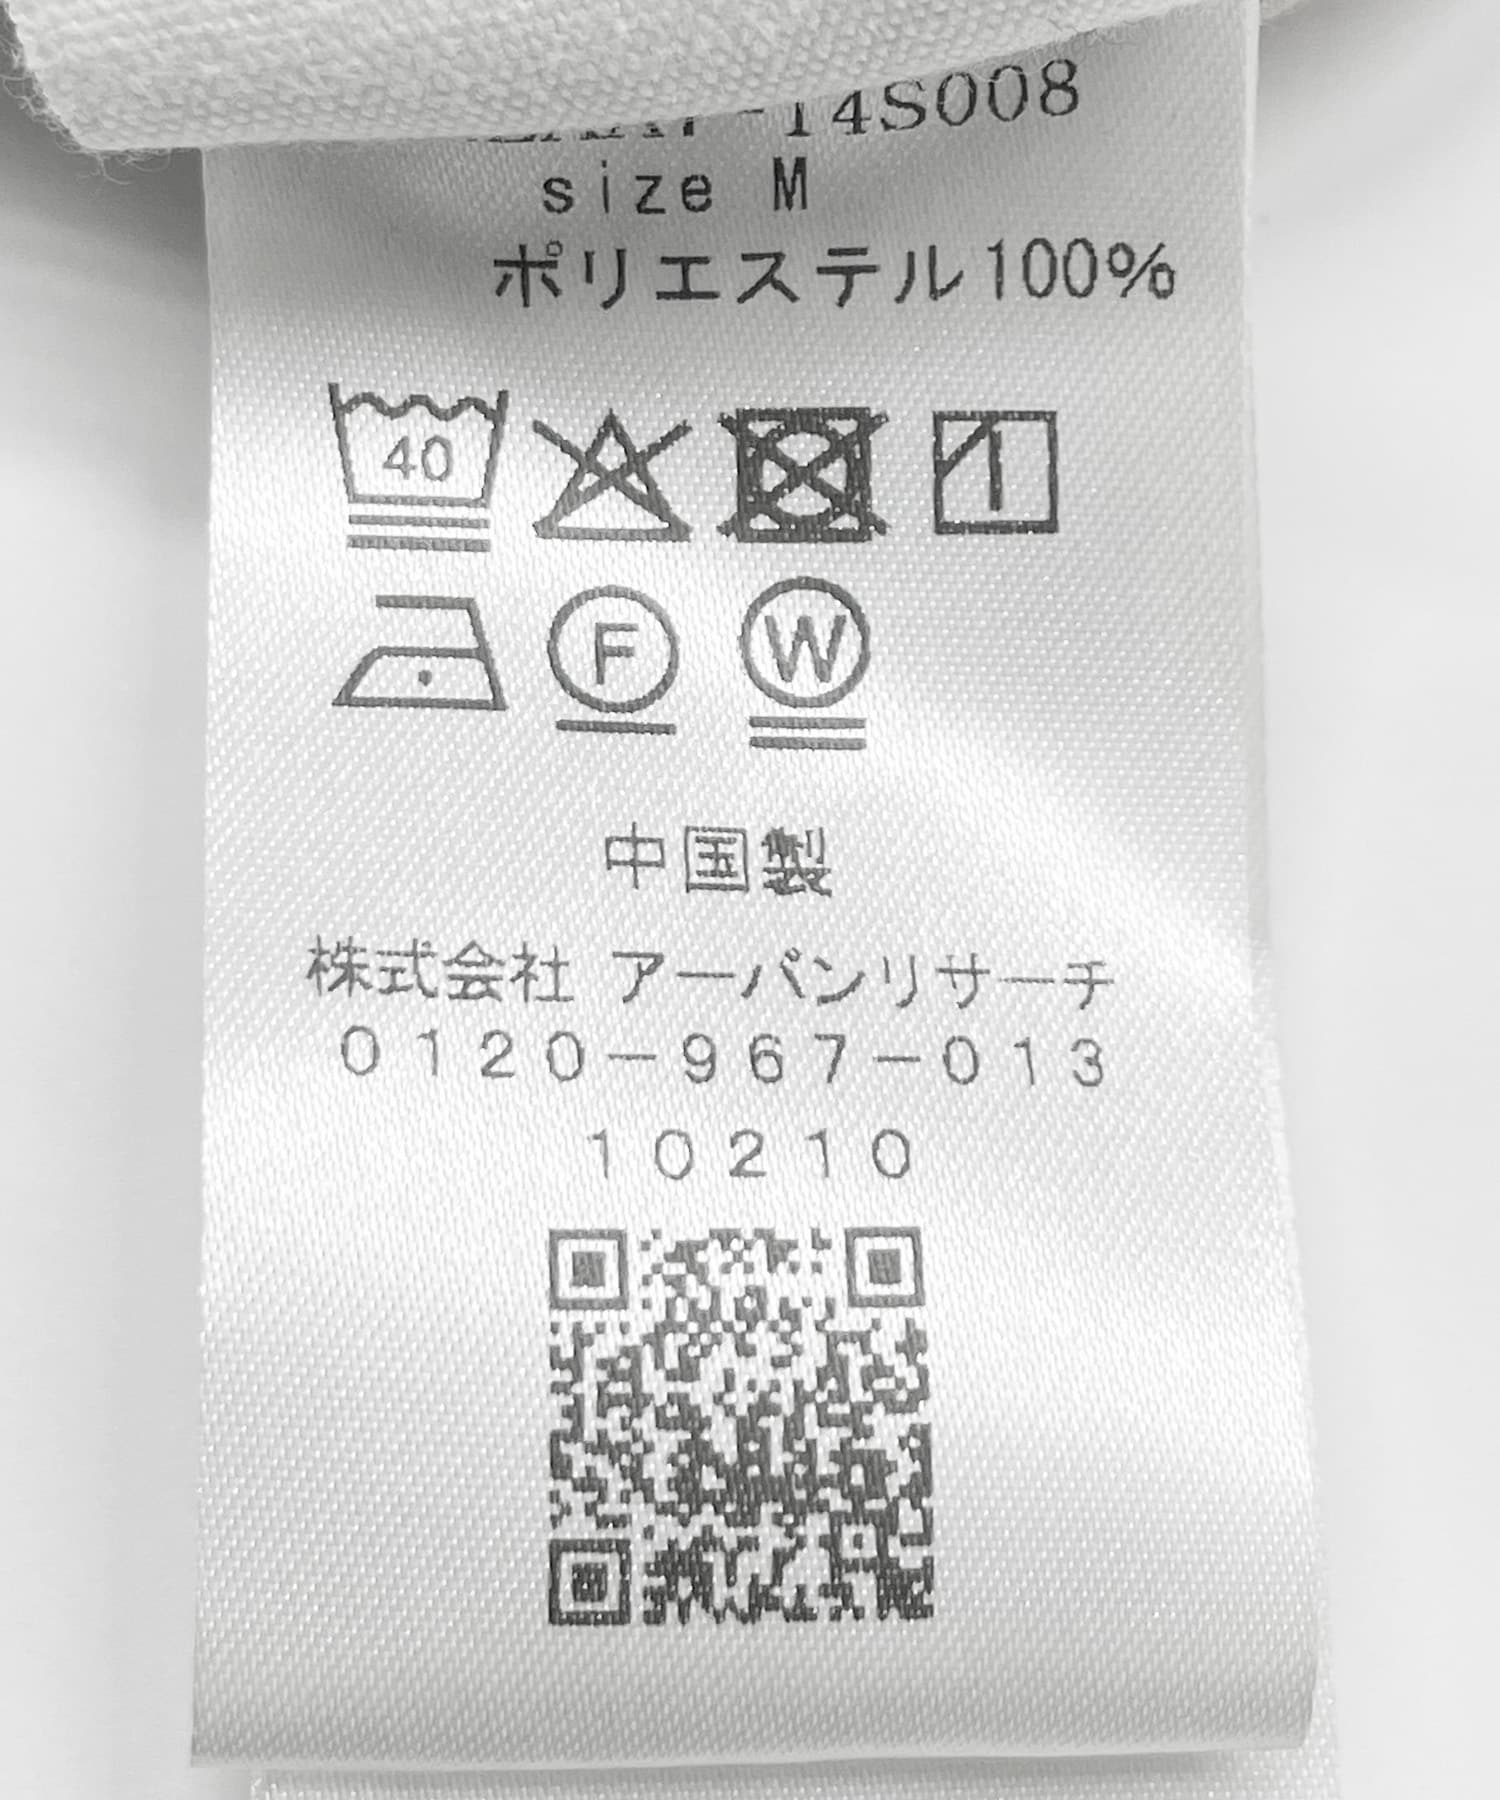 -14S008
size M
ポリエステル100%
40
F W
中国製
株式会社 アーバンリサーチ
0120-967-013
10210